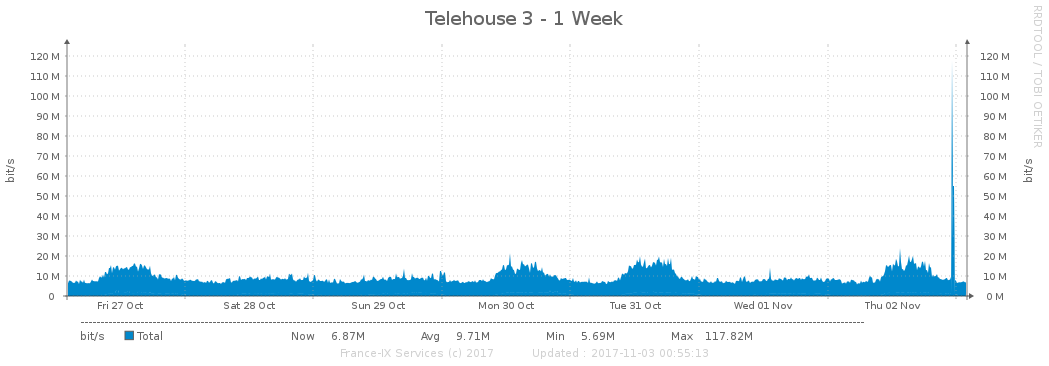 Telehouse 3 - 1 Week
RRDTOOL / TOBI OETIKER
bit/s
bit/s
120 M 120 M
110 M 110 M
100 M 100 M
90 M 90 M
80 M 80 M
70 M 70 M
60 M 60 M
50 M 50 M
40 M 40 M
30 M 30 M
20 M 20 M
10 M 10 M
0 0 M
Fri 27 Oct Sat 28 Oct Sun 29 Oct Mon 30 Oct Tue 31 Oct Wed 01 Nov Thu 02 Nov
bit/s Total Now 6.87M Avg 9.71M Min 5.69M Max 117.82M
France-IX Services (c) 2017 Updated : 2017-11-03 00:55:13